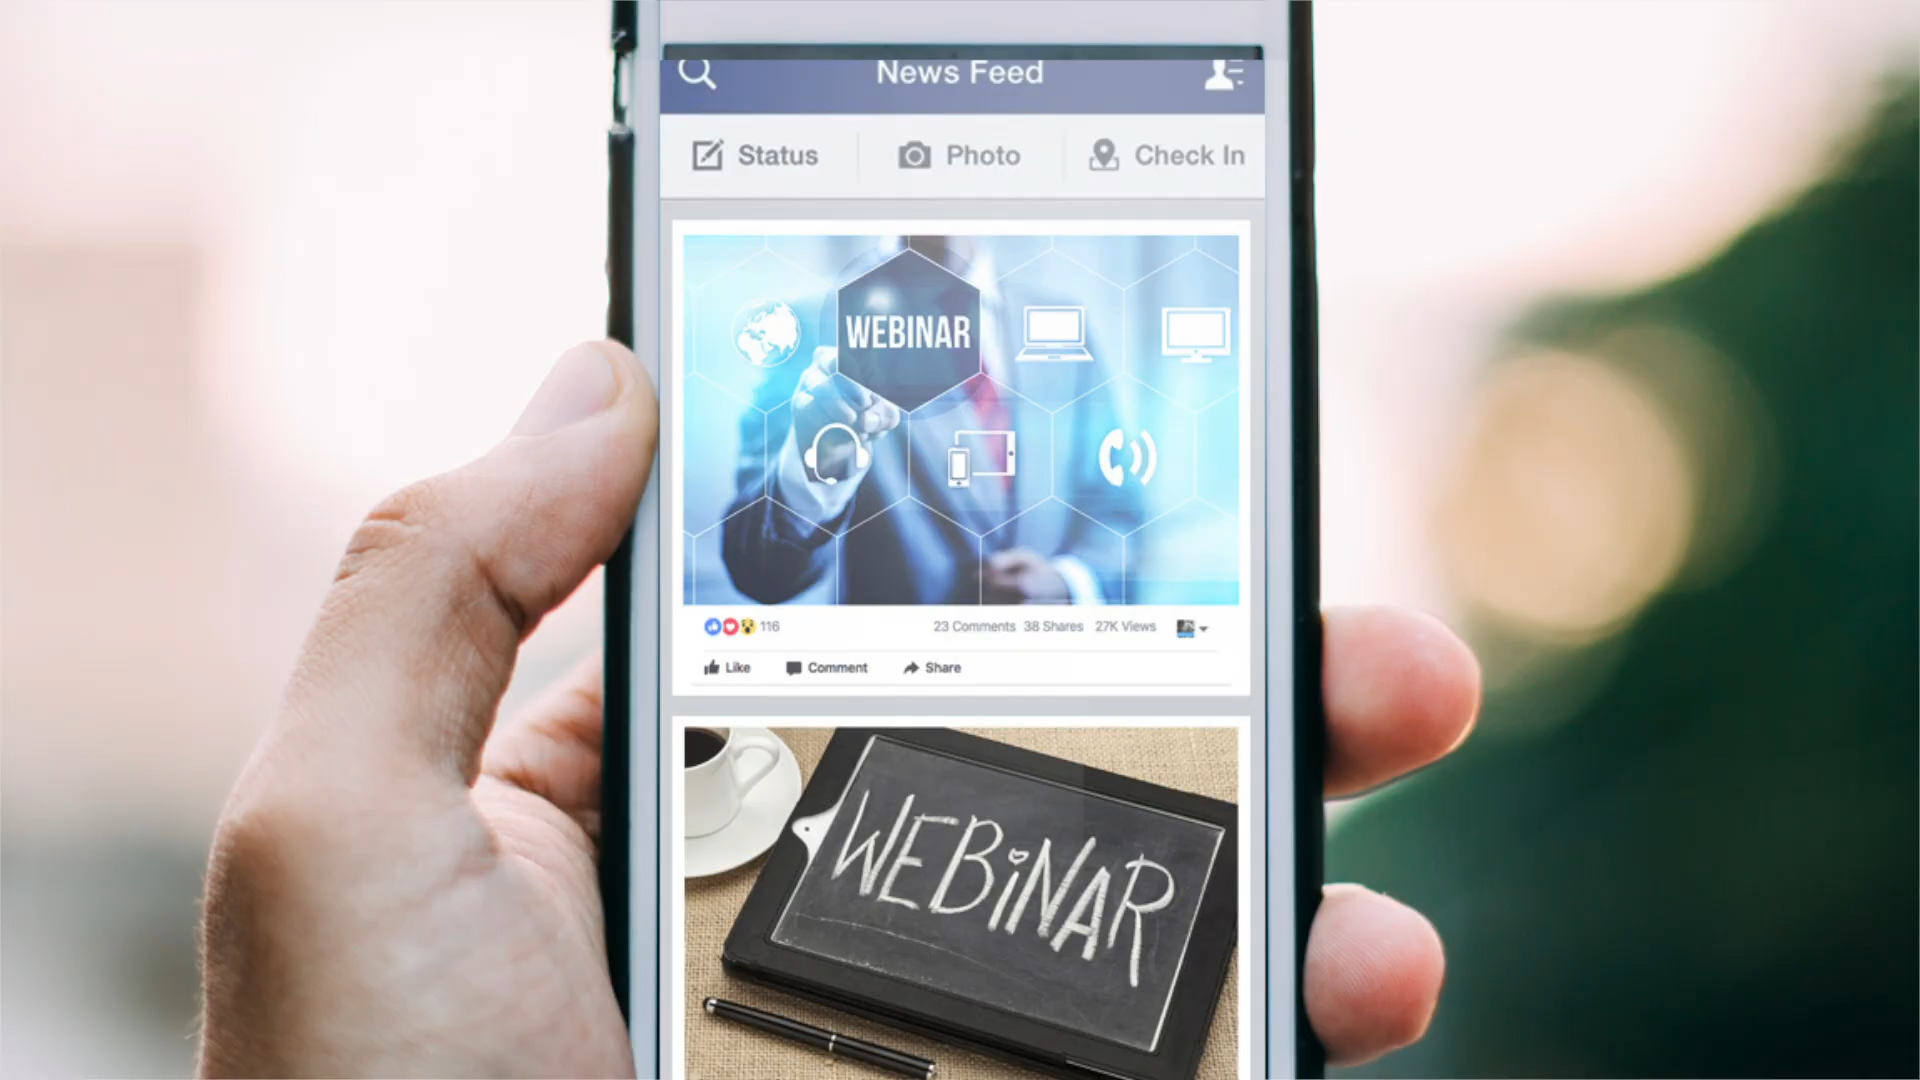 News Feed
Status Photo Check In
WEBINAR
116 23 Comments 38 Shares 27K Views
Like Comment Share
WEBiNAR